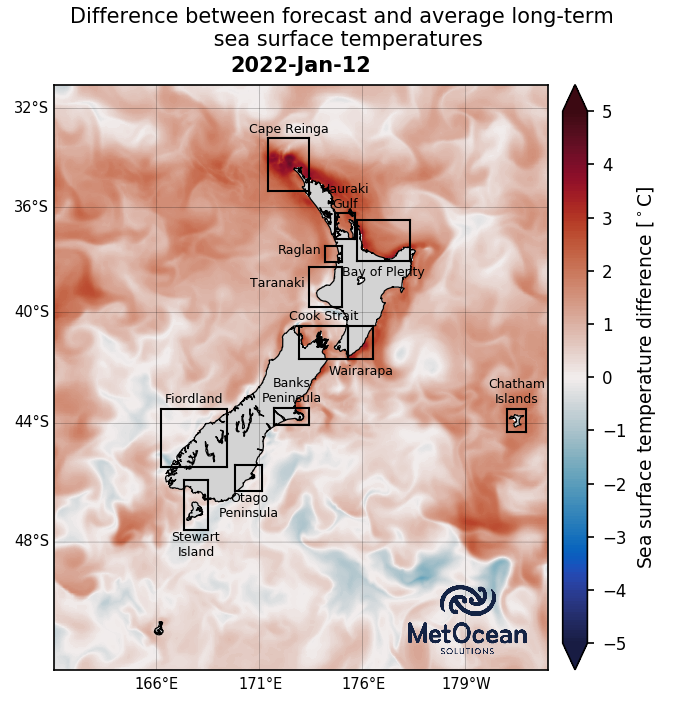 Difference between forecast and average long-term
sea surface temperatures
2022-Jan-12
32°S
36°S
40°S
44°S
48°S
Cape Reinga
Hauraki
Gulf
Raglan
Bay of Plenty
Taranaki
Cook Strait
Wairarapa
Banks
Peninsula
Fiordland
Chatham
Islands
Otago
Peninsula
Stewart
Island
MetOcean
SOLUTIONS
166°E
171°E
176°E
179°W
5
4
3
2
1
0
−1
−2
−3
−4
−5
Sea surface temperature difference [°C]